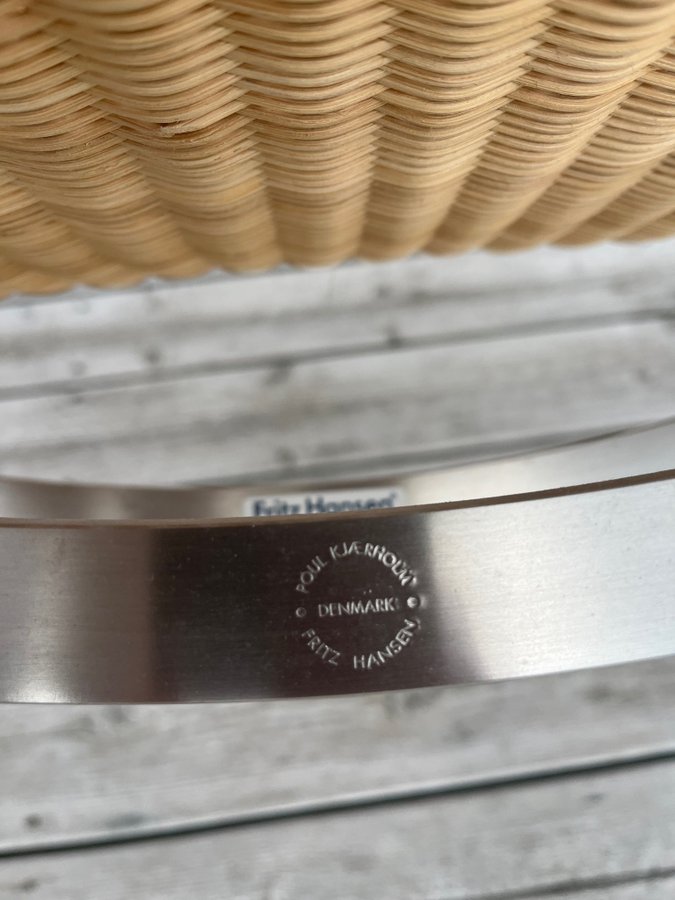 Fritz Hansen
POUL KJÆRHOLM
DENMARK
FRITZ HANSEN